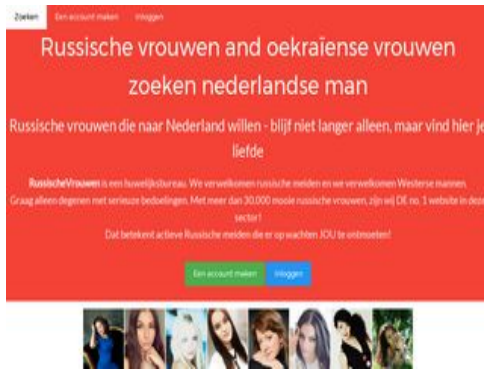 Zoeken Een account maken Inloggen
Russische vrouwen and oekraïense vrouwen
zoeken nederlandse man
Russische vrouwen die naar Nederland willen - blijf niet langer alleen, maar vind hier je
liefde
RusscheVrouwen is een huwelijksbureau. We verwelkomen russische meiden en we verwelkomen Westerse mannen.
Graag alleen degenen met serieuze bedoelingen. Met meer dan 30.000 mooie russische vrouwen, zijn wij DE no. 1 website in deze
sector!
Dat betekent actieve Russische meiden die er op wachten JOU te ontmoeten!
Een account maken Inloggen